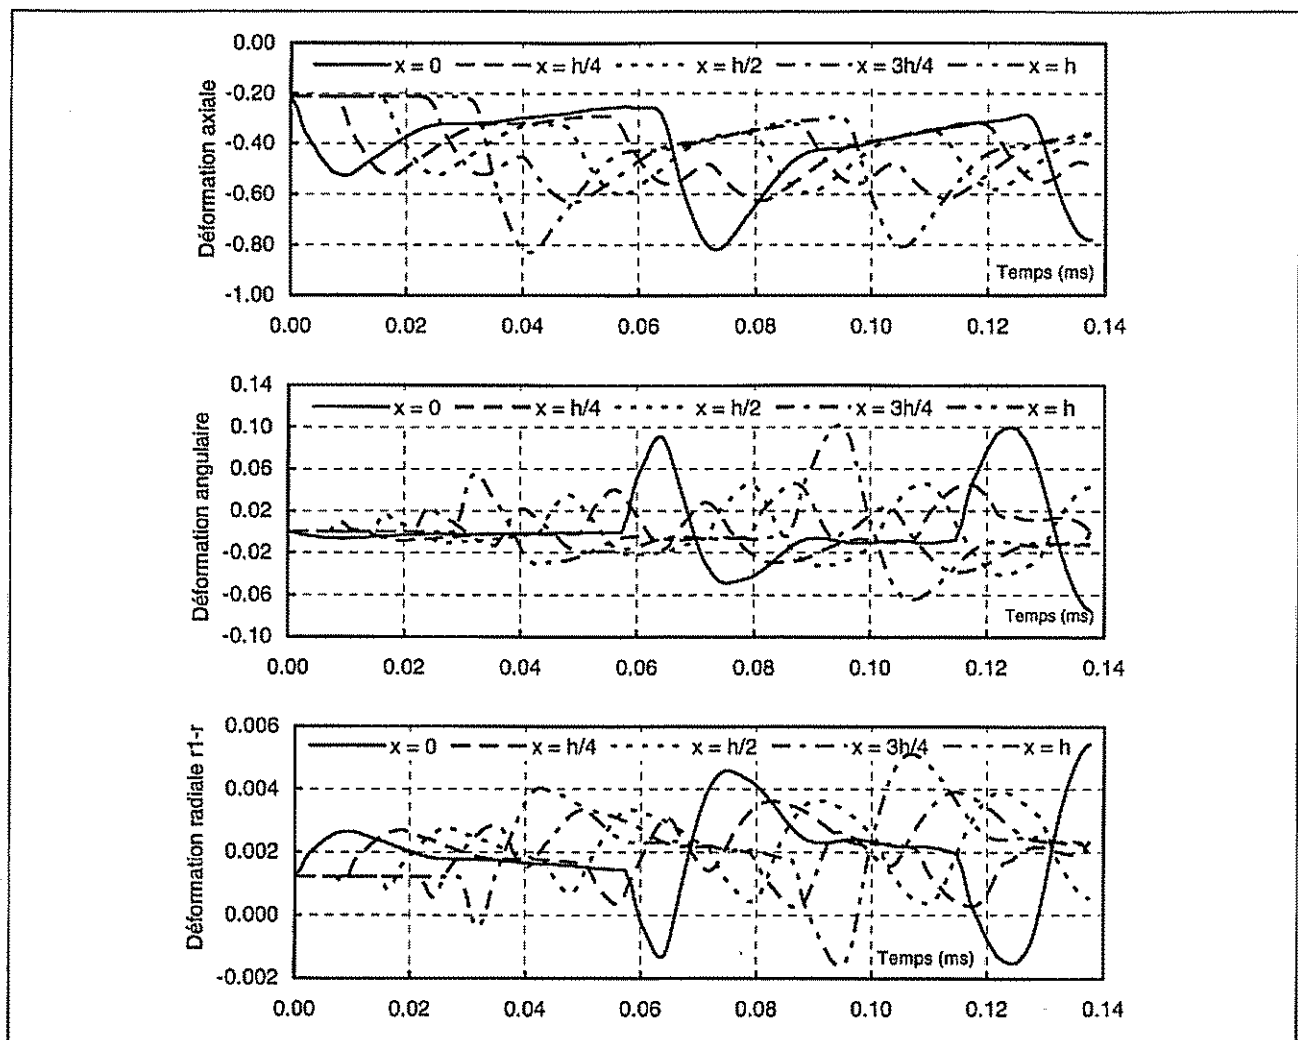 Déformation axiale
0.00
x = 0 x = h/4 x = h/2 x = 3h/4 x = h
-0.20
-0.40
-0.60
-0.80
Temps (ms)
-1.00
0.00 0.02 0.04 0.06 0.08 0.10 0.12 0.14
Déformation angulaire
0.14
x = 0 x = h/4 x = h/2 x = 3h/4 x = h
0.10
0.06
0.02
-0.02
-0.06
Temps (ms)
-0.10
0.00 0.02 0.04 0.06 0.08 0.10 0.12 0.14
Déformation radiale r1-r
0.006
x = 0 x = h/4 x = h/2 x = 3h/4 x = h
0.004
0.002
0.000
Temps (ms)
-0.002
0.00 0.02 0.04 0.06 0.08 0.10 0.12 0.14